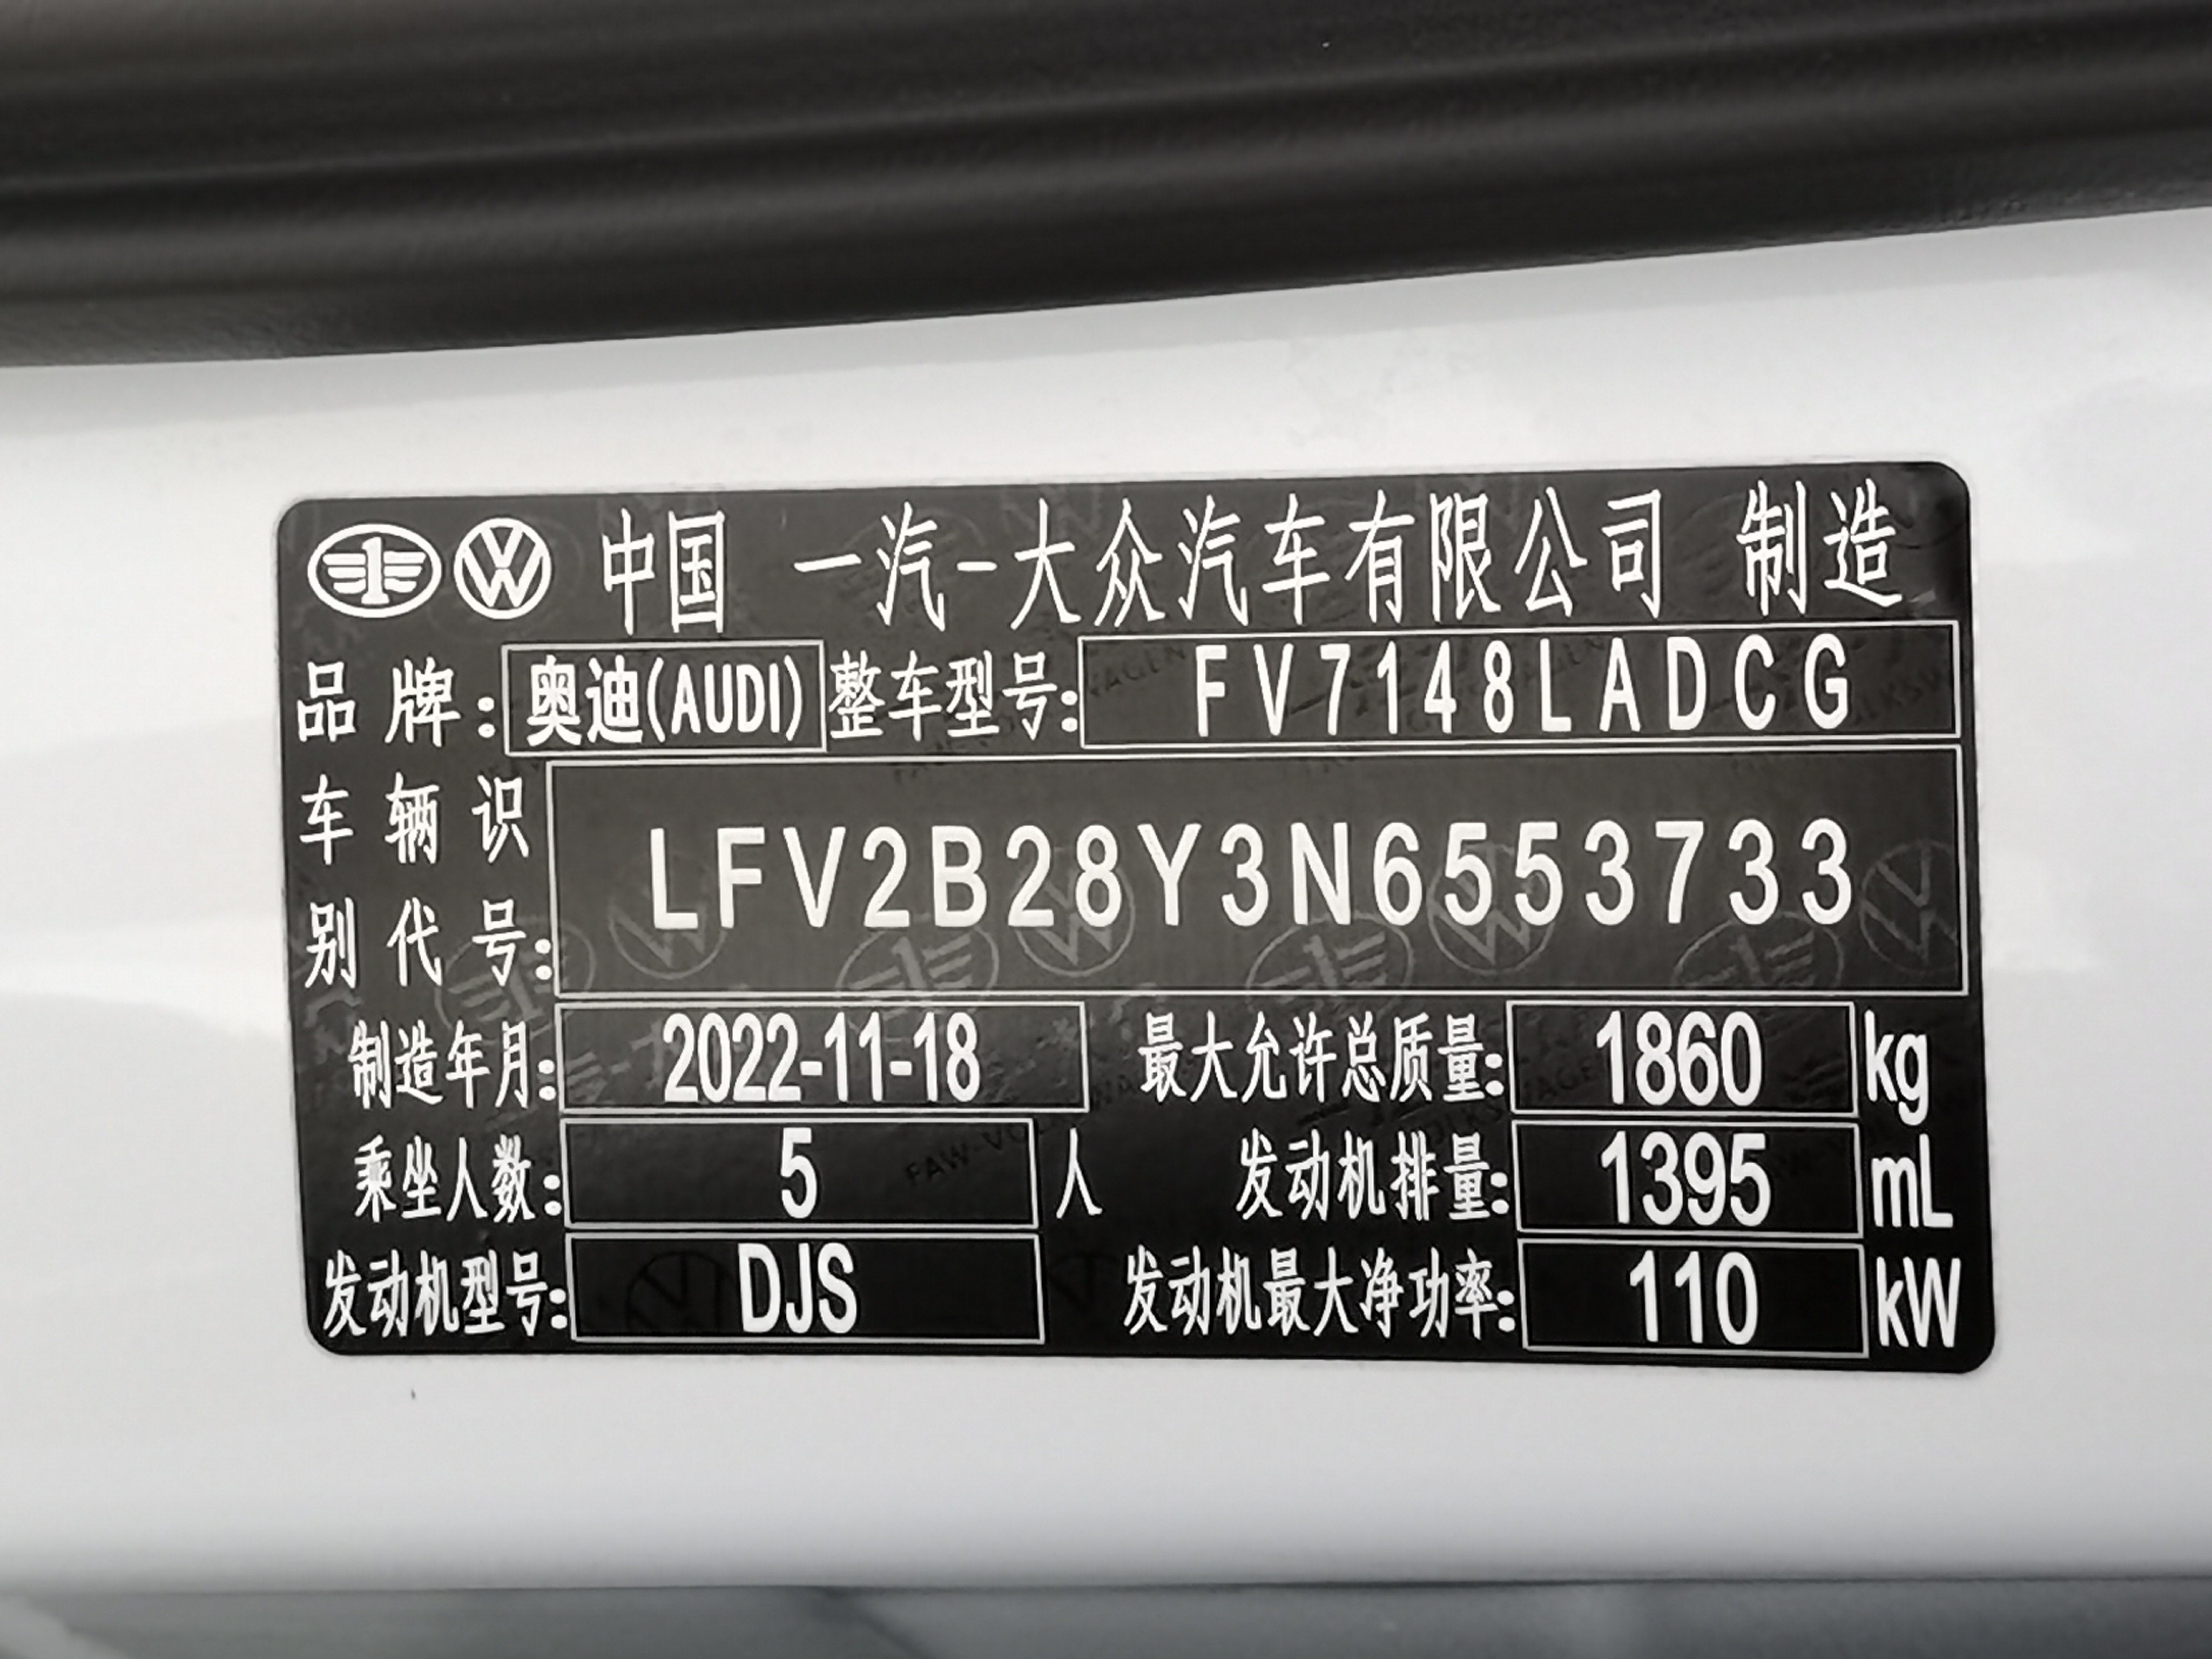 中国 一汽-大众汽车有限公司 制造
品牌: 奥迪(AUDI) 整车型号: FV7148LADCG
车辆识
别代号: LFV2B28Y3N6553733
制造年月: 2022-11-18 最大允许总质量: 1860 kg
乘坐人数: 5 人 发动机排量: 1395 mL
发动机型号: DJS 发动机最大净功率: 110 kW